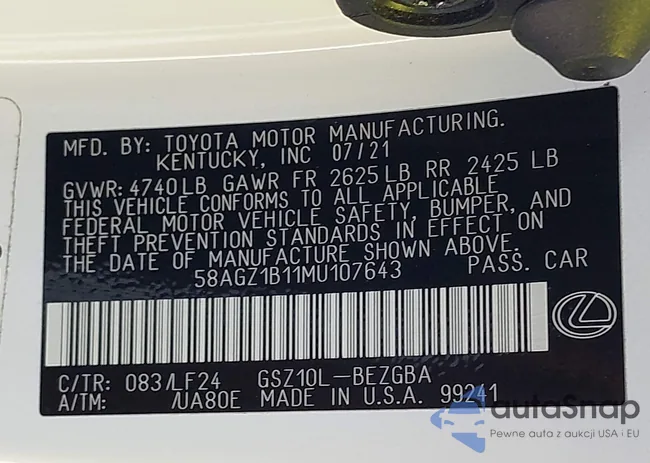 MFD. BY: TOYOTA MOTOR MANUFACTURING.
KENTUCKY, INC 07/21
GVWR: 4740LB GAWR FR 2625LB RR 2425 LB
THIS VEHICLE CONFORMS TO ALL APPLICABLE
FEDERAL MOTOR VEHICLE SAFETY, BUMPER, AND
THEFT PREVENTION STANDARDS IN EFFECT ON
THE DATE OF MANUFACTURE SHOWN ABOVE.
58AGZ1B11MU107643 PASS. CAR
C/TR: 083/LF24 GSZ10L-BEZGBA
A/TM: /UA80E MADE IN U.S.A. 99241
autoSnap
Pewne auta z aukcji USA i EU